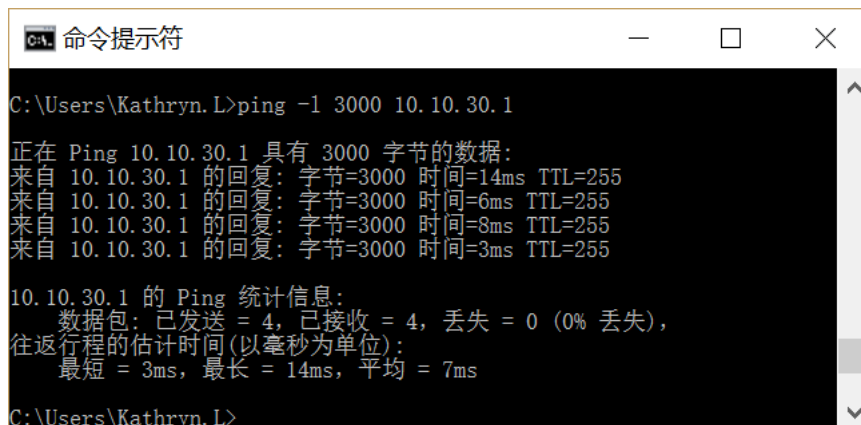 命令提示符
C:\Users\Kathryn.L>ping -l 3000 10.10.30.1
正在 Ping 10.10.30.1 具有 3000 字节的数据:
来自 10.10.30.1 的回复: 字节=3000 时间=14ms TTL=255
来自 10.10.30.1 的回复: 字节=3000 时间=6ms TTL=255
来自 10.10.30.1 的回复: 字节=3000 时间=8ms TTL=255
来自 10.10.30.1 的回复: 字节=3000 时间=3ms TTL=255
10.10.30.1 的 Ping 统计信息:
数据包: 已发送 = 4, 已接收 = 4, 丢失 = 0 (0% 丢失),
往返行程的估计时间(以毫秒为单位):
最短 = 3ms, 最长 = 14ms, 平均 = 7ms
C:\Users\Kathryn.L>